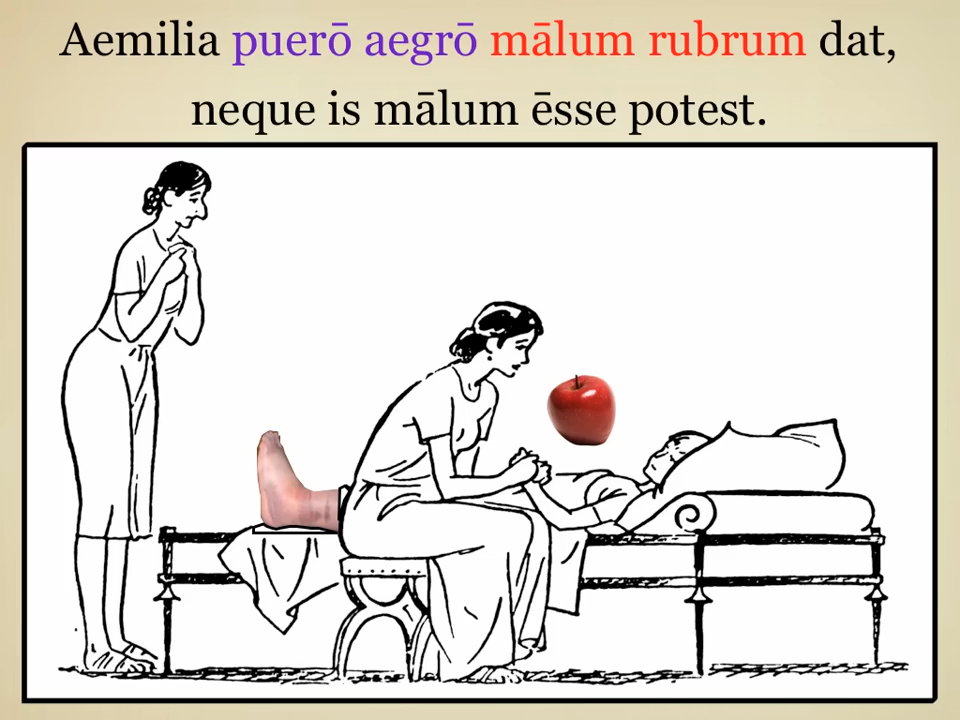 Aemilia puerō aegrō mālum rubrum dat,
neque is mālum ēsse potest.